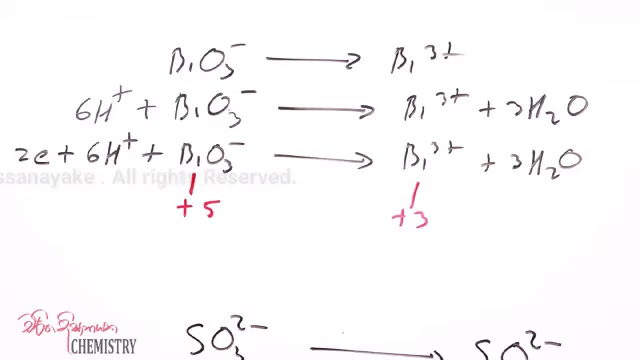 BiO₃⁻ ⟶ Bi³⁺
6H⁺ + BiO₃⁻ ⟶ Bi³⁺ + 3H₂O
2e + 6H⁺ + BiO₃⁻ ⟶ Bi³⁺ + 3H₂O
ssanayake . All rights Reserved.
+5 +3
SO₃²⁻ ⟶ SO²⁻
CHEMISTRY